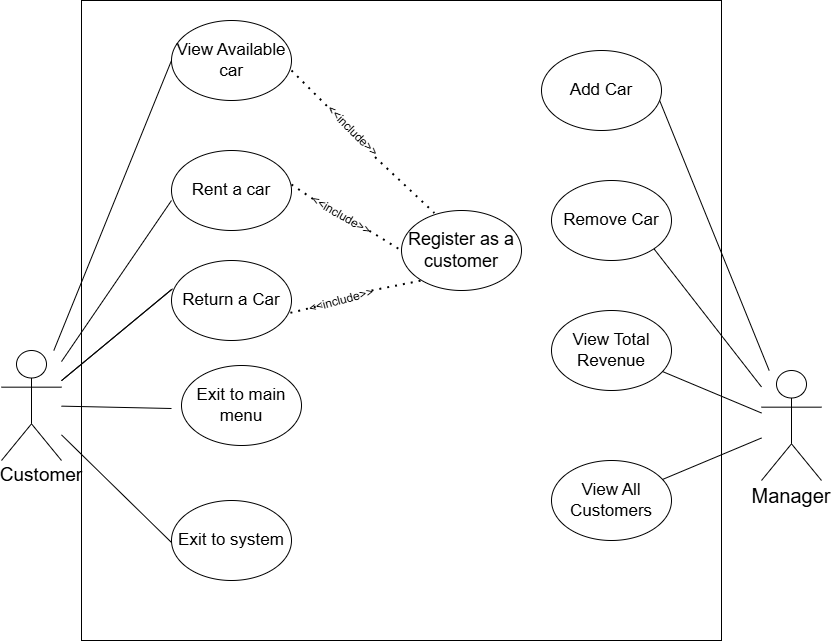 View Available
car
<<include>>
Add Car
Rent a car
<<include>>
Register as a
customer
Remove Car
Return a Car
<<include>>
View Total
Revenue
Exit to main
menu
Customer
Manager
View All
Customers
Exit to system